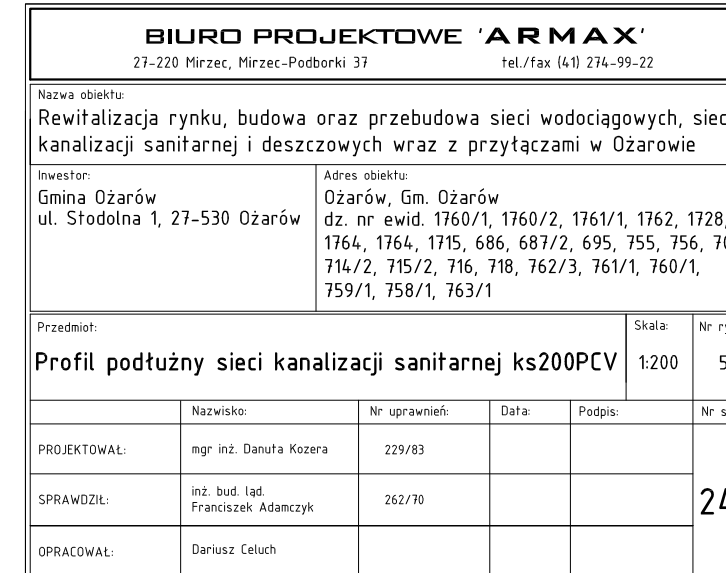 BIURO PROJEKTOWE 'ARMAX'
27-220 Mirzec, Mirzec-Podborki 37 tel./fax (41) 274-99-22
Nazwa obiektu:
Rewitalizacja rynku, budowa oraz przebudowa sieci wodociągowych, siec
kanalizacji sanitarnej i deszczowych wraz z przyłączami w Ożarowie
Inwestor:
Gmina Ożarów
ul. Stodolna 1, 27-530 Ożarów
Adres obiektu:
Ożarów, Gm. Ożarów
dz. nr ewid. 1760/1, 1760/2, 1761/1, 1762, 1728,
1764, 1764, 1715, 686, 687/2, 695, 755, 756,
714/2, 715/2, 716, 718, 762/3, 761/1, 760/1,
759/1, 758/1, 763/1
Przedmiot: Skala: Nr
Profil podłużny sieci kanalizacji sanitarnej ks200PCV 1:200 5
Nazwisko: Nr uprawnień: Data: Podpis: Nr s
PROJEKTOWAŁ: mgr inż. Danuta Kozera 229/83
SPRAWDZIŁ: inż. bud. ląd.
Franciszek Adamczyk 262/70
24
OPRACOWAŁ: Dariusz Celuch